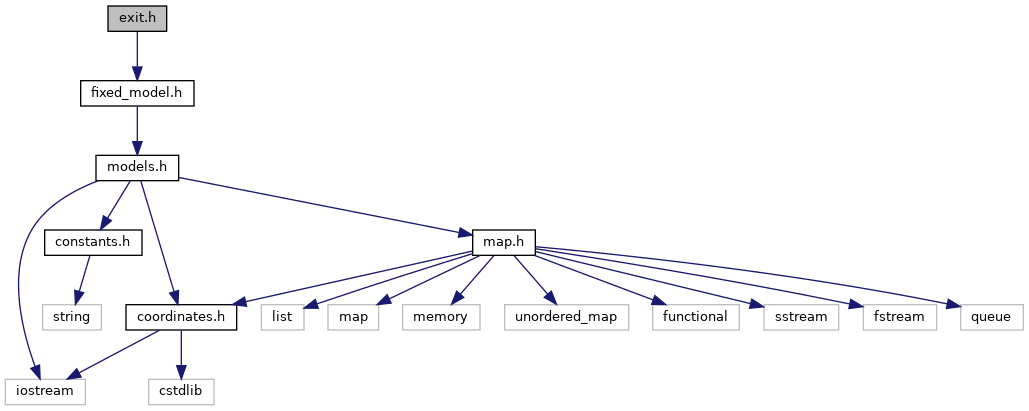 exit.h
fixed_model.h
models.h
constants.h
map.h
string
coordinates.h
list
map
memory
unordered_map
functional
sstream
fstream
queue
iostream
cstdlib